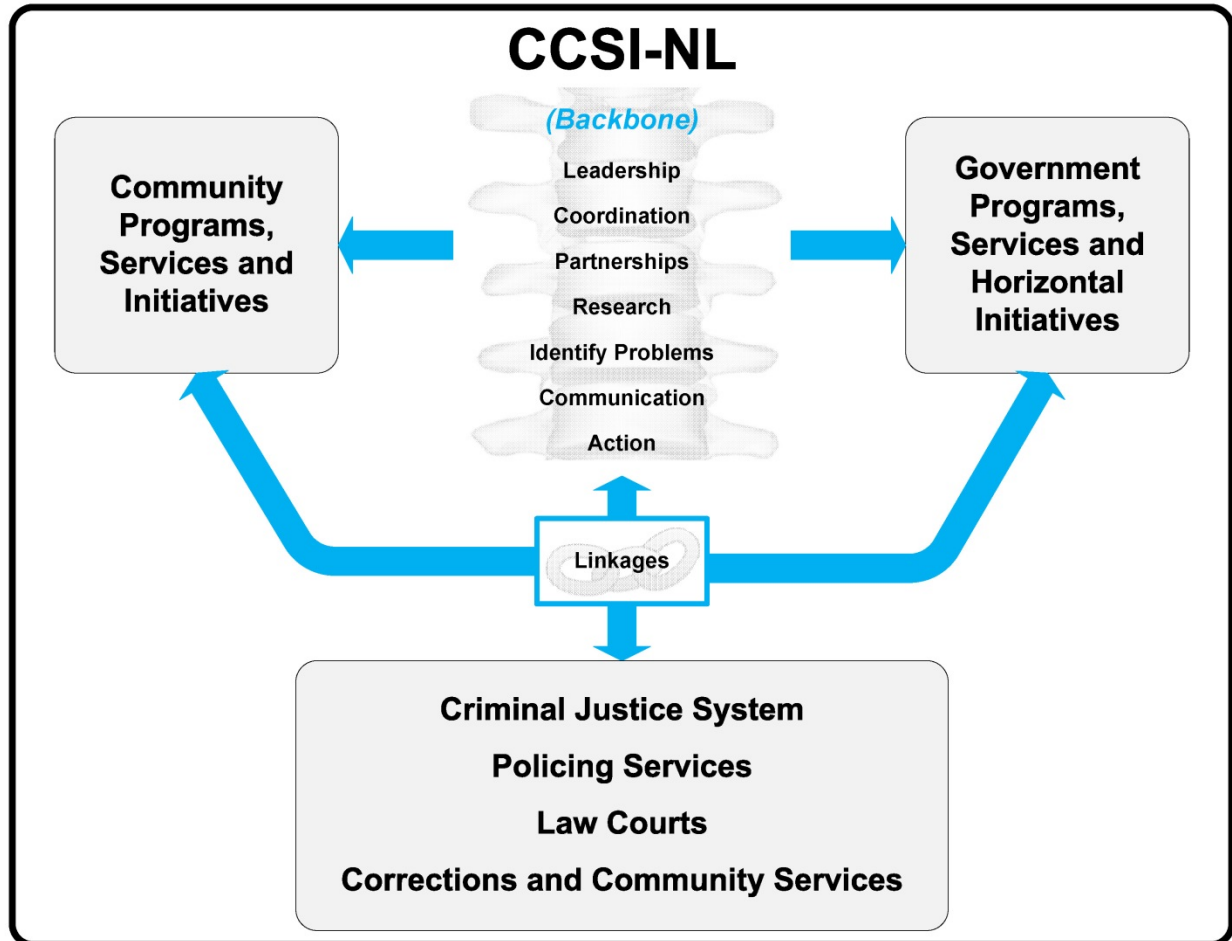 CCSI-NL
(Backbone)
Leadership
Coordination
Partnerships
Research
Identify Problems
Communication
Action
Community
Programs,
Services and
Initiatives
Government
Programs,
Services and
Horizontal
Initiatives
Linkages
Criminal Justice System
Policing Services
Law Courts
Corrections and Community Services